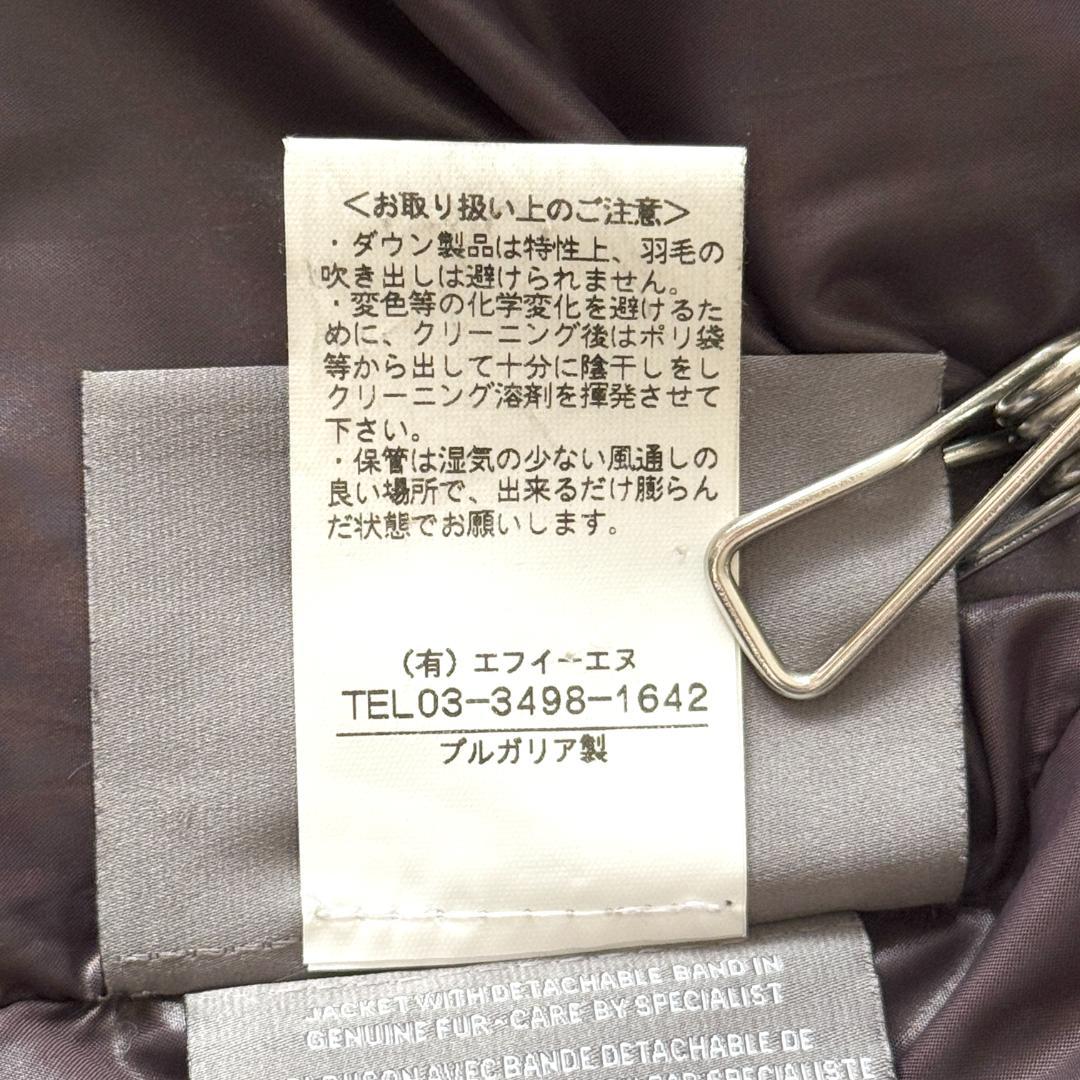 <お取り扱い上のご注意>
・ダウン製品は特性上、羽毛の
吹き出しは避けられません。
・変色等の化学変化を避けるた
めに、クリーニング後はポリ袋
等から出して十分に陰干しをし
クリーニング溶剤を揮発させて
下さい。
・保管は湿気の少ない風通しの
良い場所で、出来るだけ膨らん
だ状態でお願いします。
(有) エフイーエヌ
TEL03-3498-1642
ブルガリア製
JACKET WITH DETACHABLE BAND IN
GENUINE FUR-CARE BY SPECIALIST
BLOUSON AVEC BANDE DETACHABLE DE
PAR SPECIALISTE